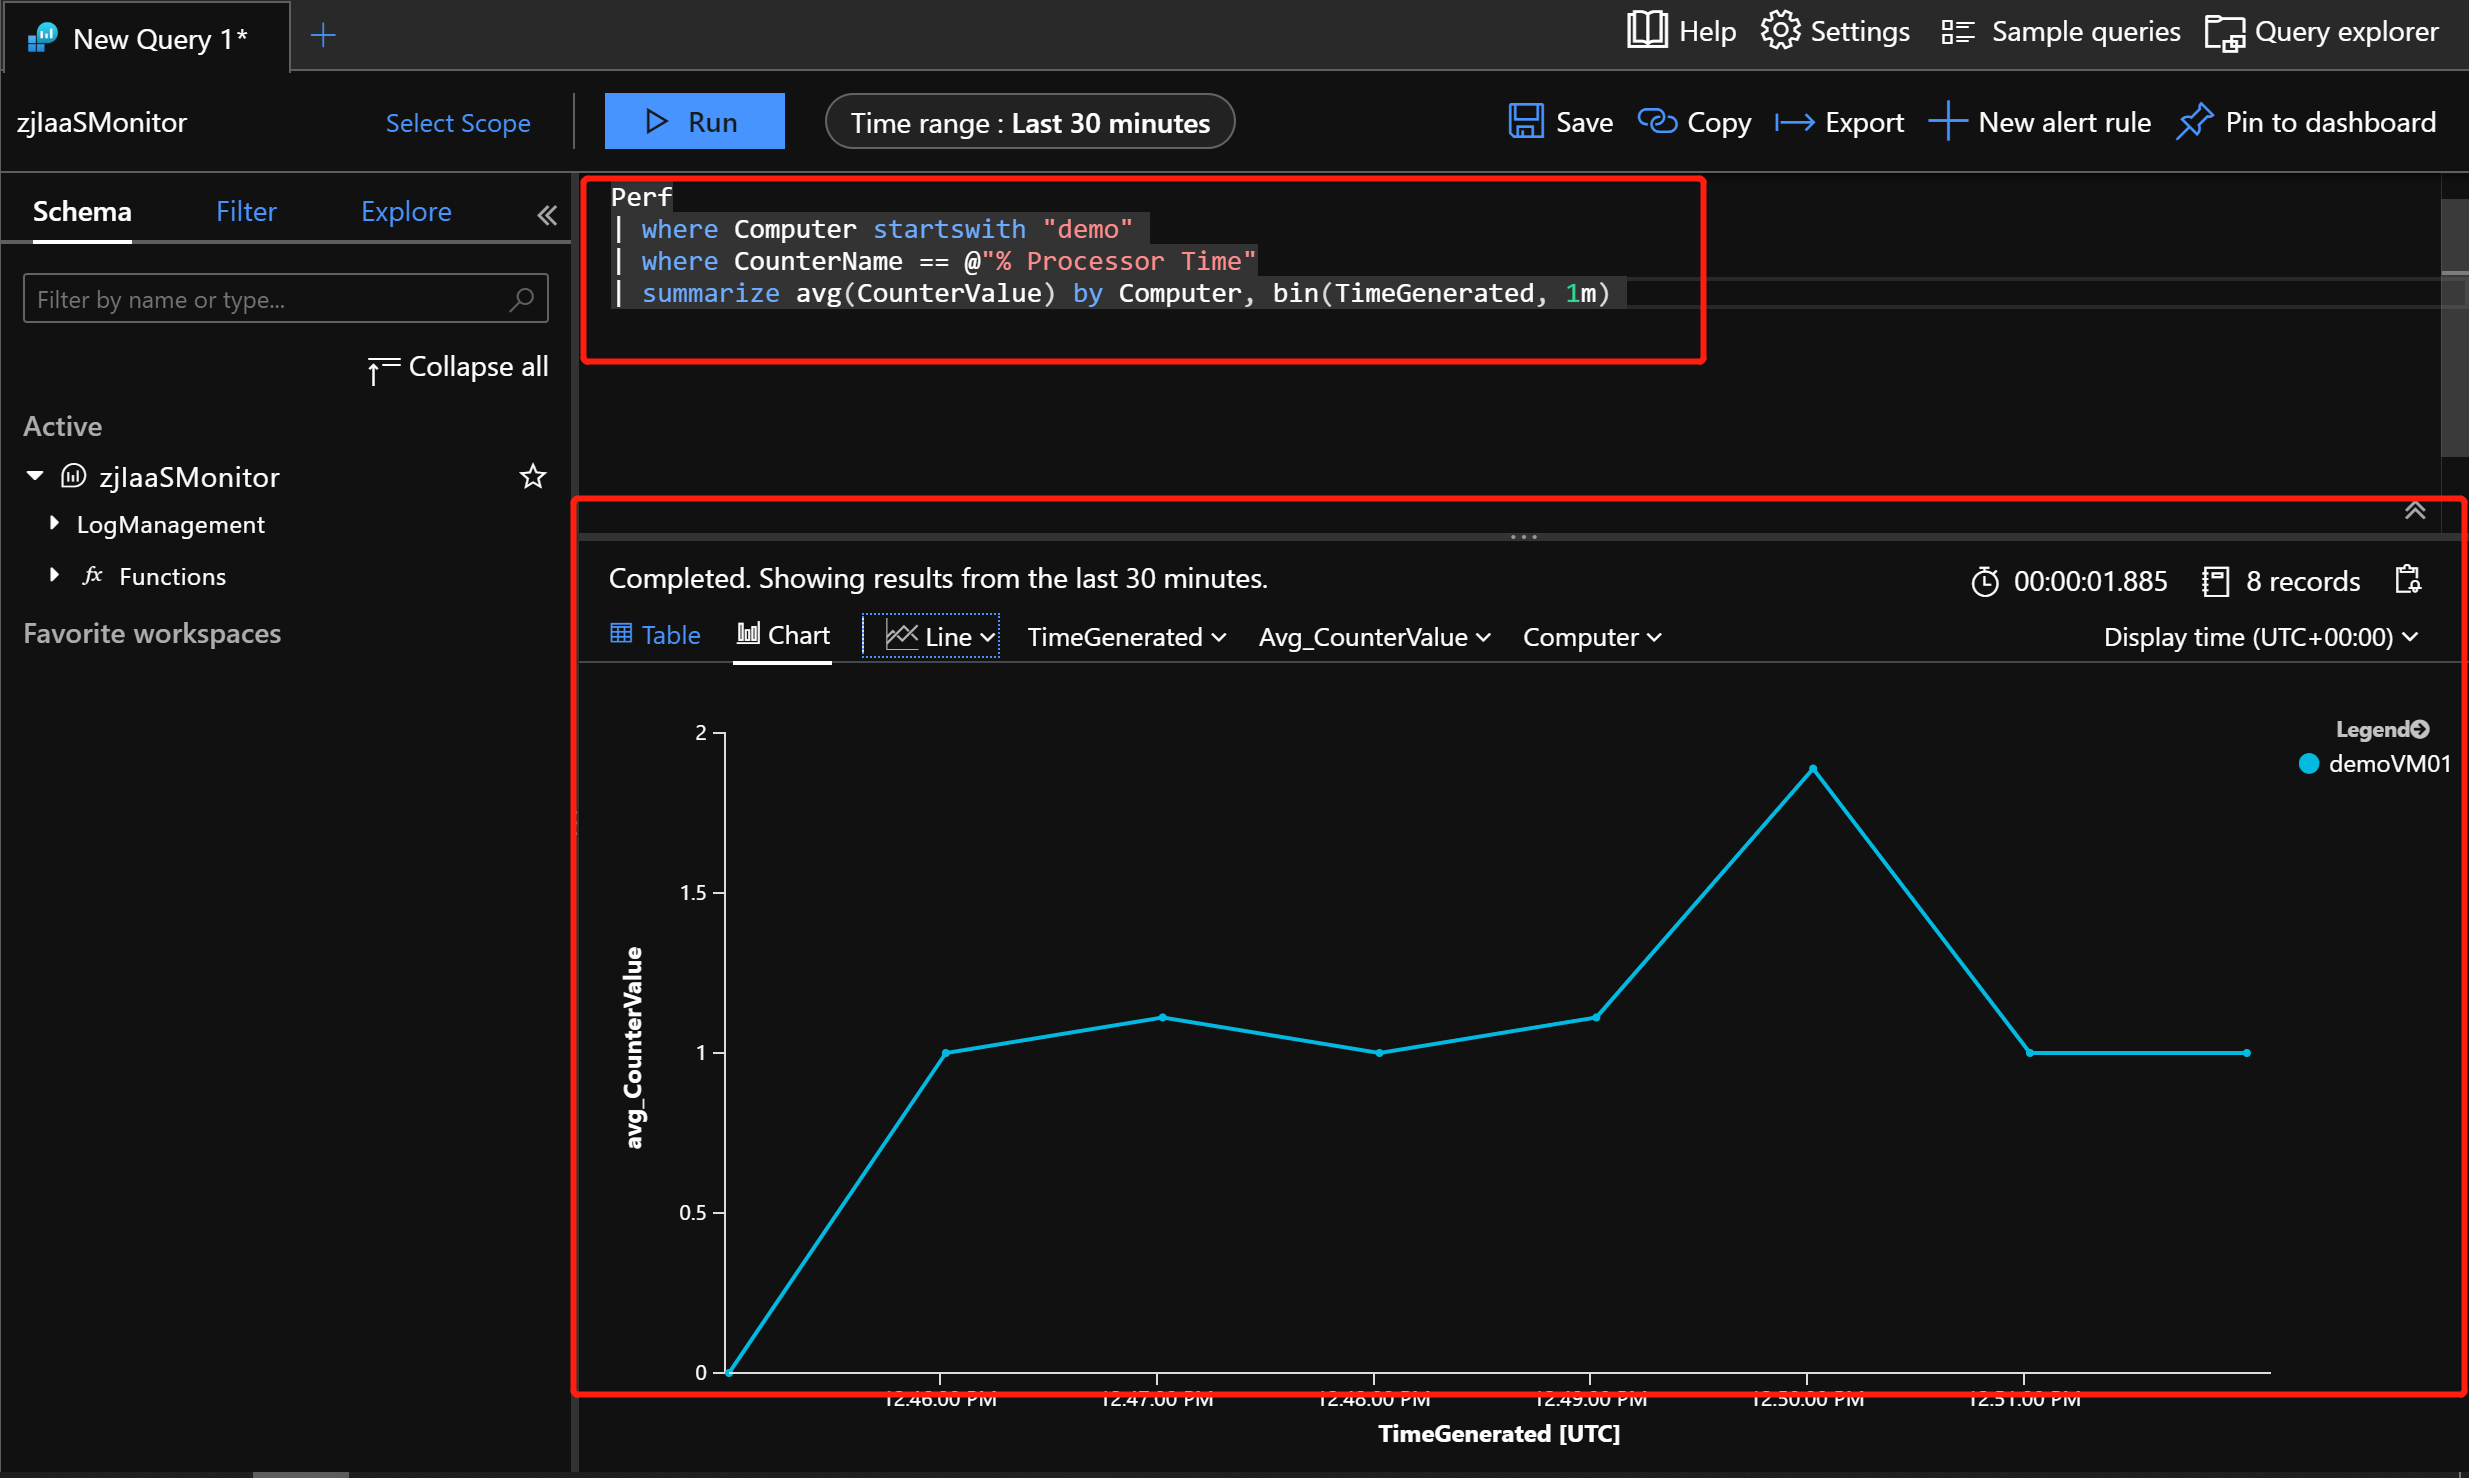 New Query 1*
Help
Settings
Sample queries
Query explorer
zjIaaSMonitor
Select Scope
Run
Time range : Last 30 minutes
Save
Copy
Export
New alert rule
Pin to dashboard
Schema
Filter
Explore
Filter by name or type...
Collapse all
Active
zjIaaSMonitor
LogManagement
fx Functions
Favorite workspaces
Perf
| where Computer startswith "demo"
| where CounterName == @"% Processor Time"
| summarize avg(CounterValue) by Computer, bin(TimeGenerated, 1m)
Completed. Showing results from the last 30 minutes.
00:00:01.885
8 records
Table
Chart
Line
TimeGenerated
Avg_CounterValue
Computer
Display time (UTC+00:00)
Legend
demoVM01
2
1.5
1
0.5
0
avg_CounterValue
12:46:00 PM
12:47:00 PM
12:48:00 PM
12:49:00 PM
12:50:00 PM
12:51:00 PM
TimeGenerated [UTC]